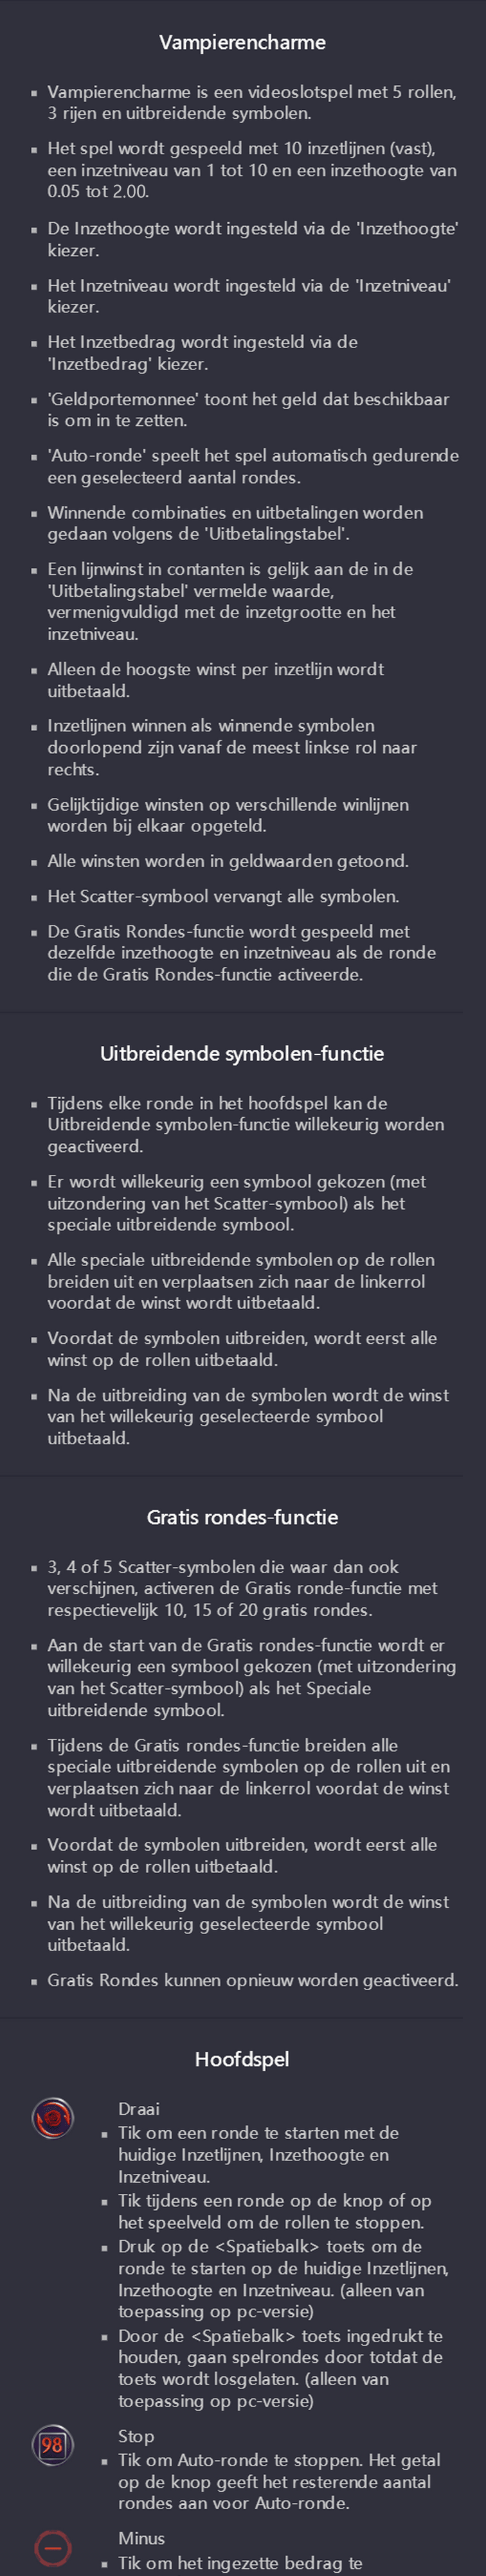 Vampierencharme
▪ Vampierencharme is een videoslotspel met 5 rollen,
3 rijen en uitbreidende symbolen.
▪ Het spel wordt gespeeld met 10 inzetlijnen (vast),
een inzetniveau van 1 tot 10 en een inzethoogte van
0.05 tot 2.00.
▪ De Inzethoogte wordt ingesteld via de 'Inzethoogte'
kiezer.
▪ Het Inzetniveau wordt ingesteld via de 'Inzetniveau'
kiezer.
▪ Het Inzetbedrag wordt ingesteld via de
'Inzetbedrag' kiezer.
▪ 'Geldportemonnee' toont het geld dat beschikbaar
is om in te zetten.
▪ 'Auto-ronde' speelt het spel automatisch gedurende
een geselecteerd aantal rondes.
▪ Winnende combinaties en uitbetalingen worden
gedaan volgens de 'Uitbetalingstabel'.
▪ Een lijnwinst in contanten is gelijk aan de in de
'Uitbetalingstabel' vermelde waarde,
vermenigvuldigd met de inzetgrootte en het
inzetniveau.
▪ Alleen de hoogste winst per inzetlijn wordt
uitbetaald.
▪ Inzetlijnen winnen als winnende symbolen
doorlopend zijn vanaf de meest linkse rol naar
rechts.
▪ Gelijktijdige winsten op verschillende winlijnen
worden bij elkaar opgeteld.
▪ Alle winsten worden in geldwaarden getoond.
▪ Het Scatter-symbool vervangt alle symbolen.
▪ De Gratis Rondes-functie wordt gespeeld met
dezelfde inzethoogte en inzetniveau als de ronde
die de Gratis Rondes-functie activeerde.
Uitbreidende symbolen-functie
▪ Tijdens elke ronde in het hoofdspel kan de
Uitbreidende symbolen-functie willekeurig worden
geactiveerd.
▪ Er wordt willekeurig een symbool gekozen (met
uitzondering van het Scatter-symbool) als het
speciale uitbreidende symbool.
▪ Alle speciale uitbreidende symbolen op de rollen
breiden uit en verplaatsen zich naar de linkerrol
voordat de winst wordt uitbetaald.
▪ Voordat de symbolen uitbreiden, wordt eerst alle
winst op de rollen uitbetaald.
▪ Na de uitbreiding van de symbolen wordt de winst
van het willekeurig geselecteerde symbool
uitbetaald.
Gratis rondes-functie
▪ 3, 4 of 5 Scatter-symbolen die waar dan ook
verschijnen, activeren de Gratis ronde-functie met
respectievelijk 10, 15 of 20 gratis rondes.
▪ Aan de start van de Gratis rondes-functie wordt er
willekeurig een symbool gekozen (met uitzondering
van het Scatter-symbool) als het Speciale
uitbreidende symbool.
▪ Tijdens de Gratis rondes-functie breiden alle
speciale uitbreidende symbolen op de rollen uit en
verplaatsen zich naar de linkerrol voordat de winst
wordt uitbetaald.
▪ Voordat de symbolen uitbreiden, wordt eerst alle
winst op de rollen uitbetaald.
▪ Na de uitbreiding van de symbolen wordt de winst
van het willekeurig geselecteerde symbool
uitbetaald.
▪ Gratis Rondes kunnen opnieuw worden geactiveerd.
Hoofdspel
Draai
▪ Tik om een ronde te starten met de
huidige Inzetlijnen, Inzethoogte en
Inzetniveau.
▪ Tik tijdens een ronde op de knop of op
het speelveld om de rollen te stoppen.
▪ Druk op de <Spatiebalk> toets om de
ronde te starten op de huidige Inzetlijnen,
Inzethoogte en Inzetniveau. (alleen van
toepassing op pc-versie)
▪ Door de <Spatiebalk> toets ingedrukt te
houden, gaan spelrondes door totdat de
toets wordt losgelaten. (alleen van
toepassing op pc-versie)
98
Stop
▪ Tik om Auto-ronde te stoppen. Het getal
op de knop geeft het resterende aantal
rondes aan voor Auto-ronde.
Minus
▪ Tik om het ingezette bedrag te